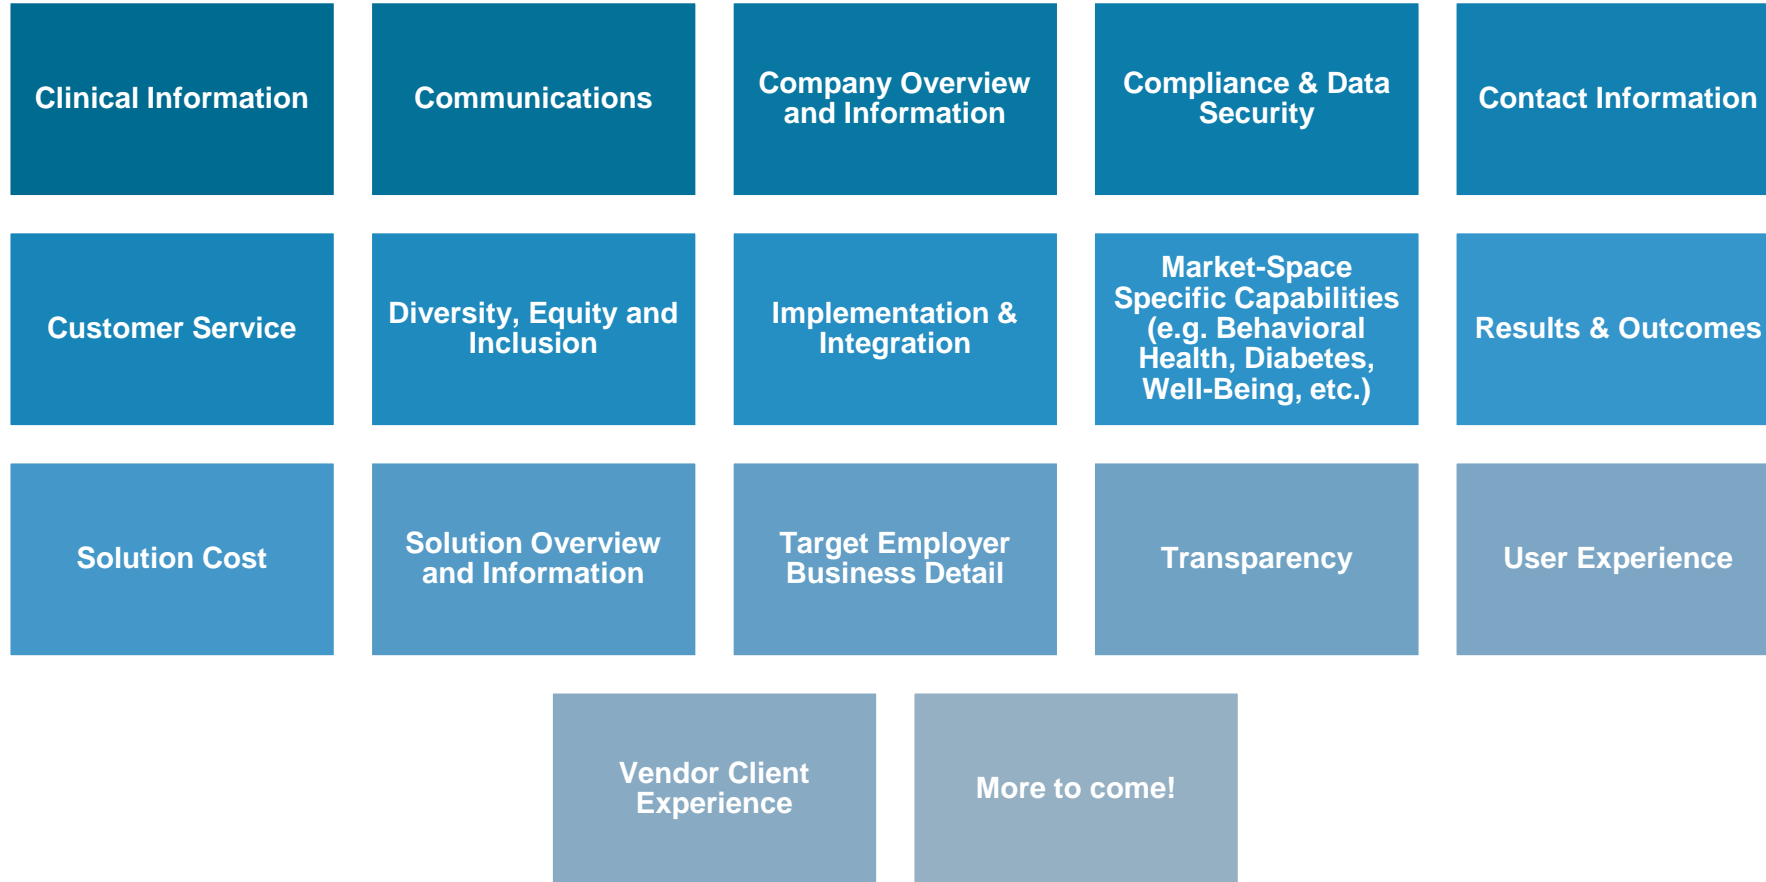 Clinical Information
Communications
Company Overview
and Information
Compliance & Data
Security
Contact Information
Customer Service
Diversity, Equity and
Inclusion
Implementation &
Integration
Market-Space
Specific Capabilities
(e.g. Behavioral
Health, Diabetes,
Well-Being, etc.)
Results & Outcomes
Solution Cost
Solution Overview
and Information
Target Employer
Business Detail
Transparency
User Experience
Vendor Client
Experience
More to come!